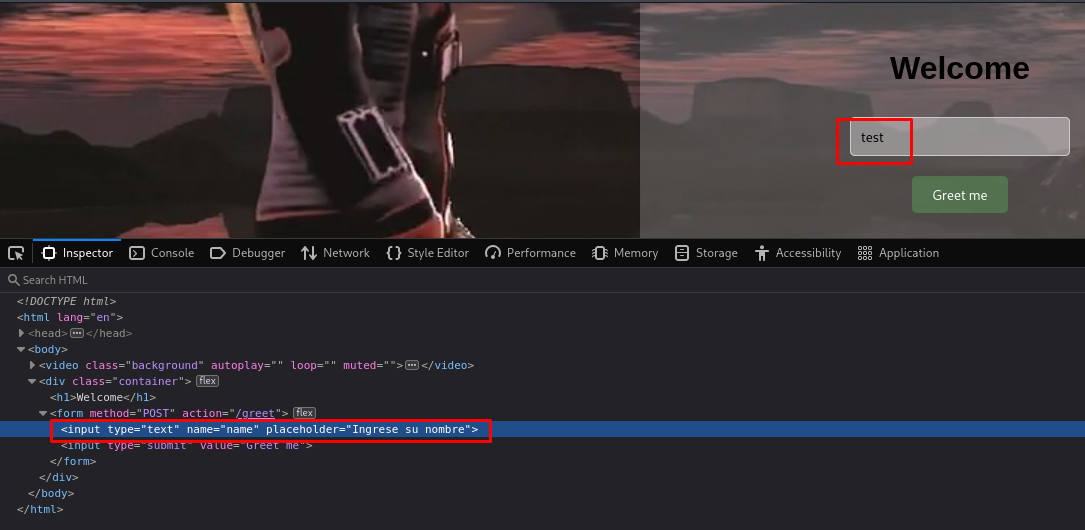 Welcome
test
Greet me
Inspector Console Debugger Network Style Editor Performance Memory Storage Accessibility Application
Search HTML
<!DOCTYPE html>
<html lang="en">
<head> ••• </head>
<body>
<video class="background" autoplay="" loop="" muted=""> ••• </video>
<div class="container"> flex
<h1>Welcome</h1>
<form method="POST" action="/greet"> flex
<input type="text" name="name" placeholder="Ingrese su nombre">
<input type="submit" value="Greet me">
</form>
</div>
</body>
</html>